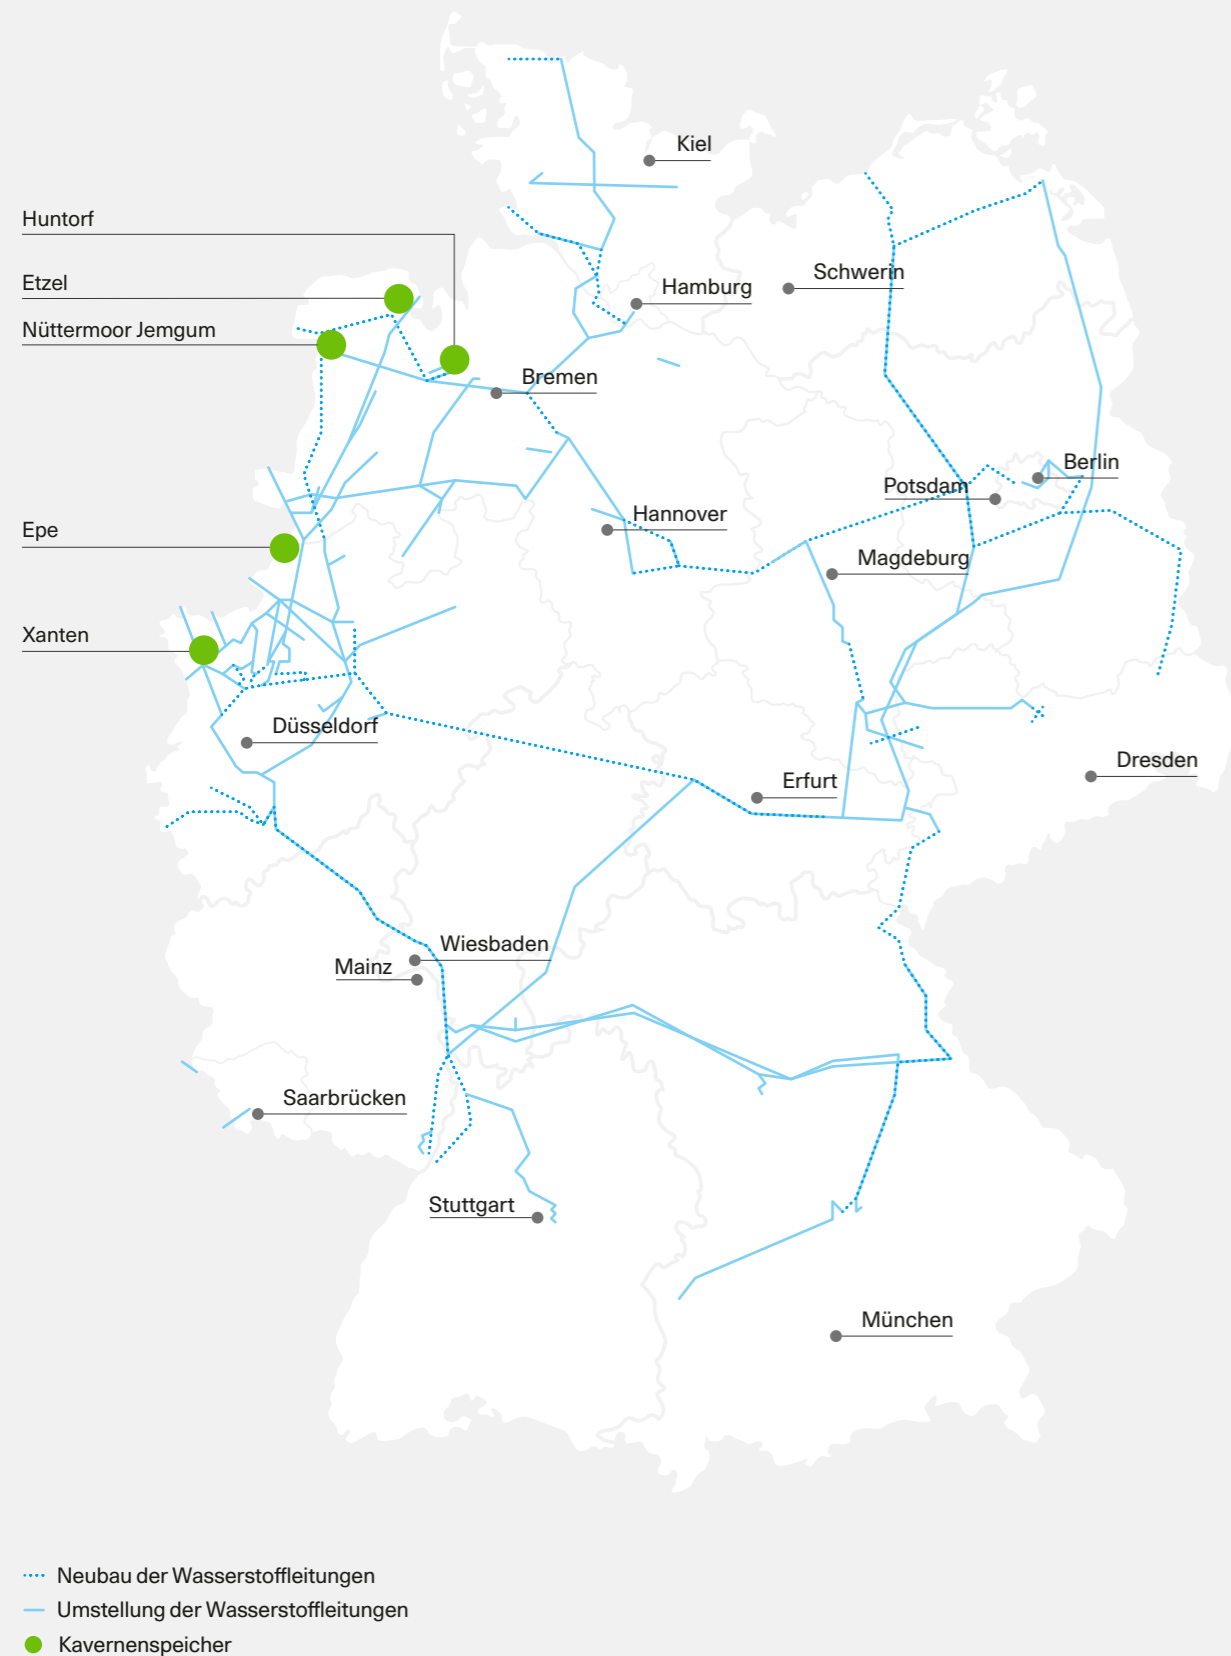 Kiel
Huntorf
Schwerin
Etzel
Hamburg
Nüttermoor Jemgum
Bremen
Berlin
Potsdam
Hannover
Epe
Magdeburg
Xanten
Düsseldorf
Dresden
Erfurt
Wiesbaden
Mainz
Saarbrücken
Stuttgart
München
Neubau der Wasserstoffleitungen
Umstellung der Wasserstoffleitungen
Kavernenspeicher